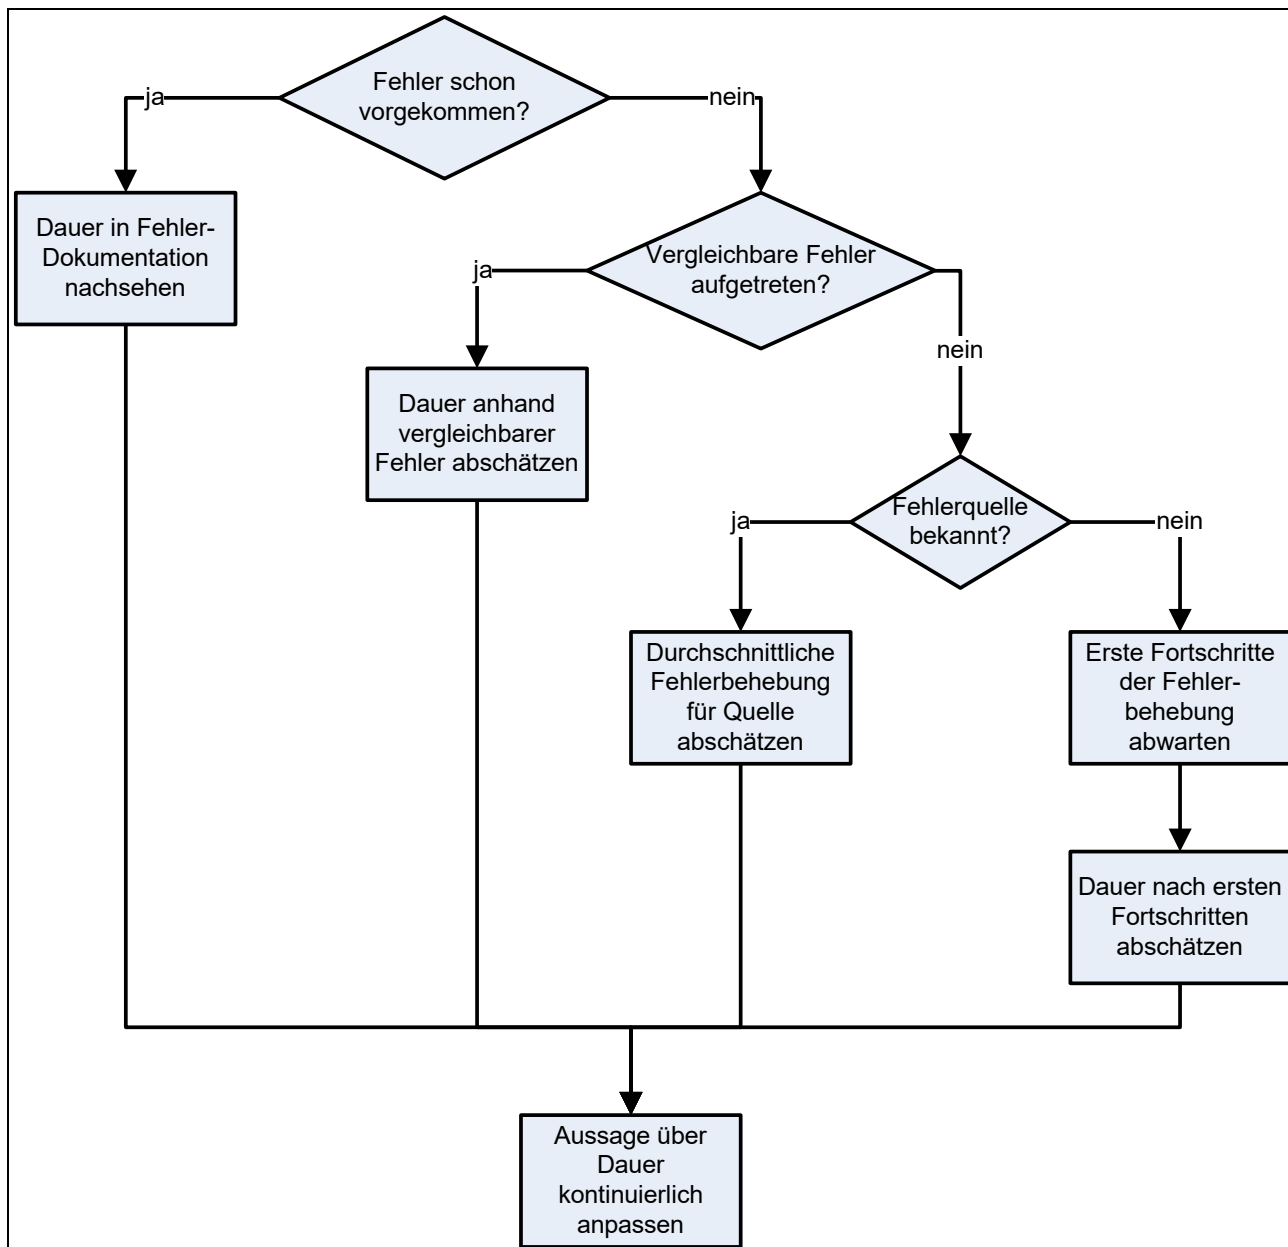 Fehler schon
vorgekommen?
ja
nein
Dauer in Fehler-
Dokumentation
nachsehen
Vergleichbare Fehler
aufgetreten?
ja
nein
Dauer anhand
vergleichbarer
Fehler abschätzen
Fehlerquelle
bekannt?
ja
nein
Durchschnittliche
Fehlerbehebung
für Quelle
abschätzen
Erste Fortschritte
der Fehler-
behebung
abwarten
Dauer nach ersten
Fortschritten
abschätzen
Aussage über
Dauer
kontinuierlich
anpassen